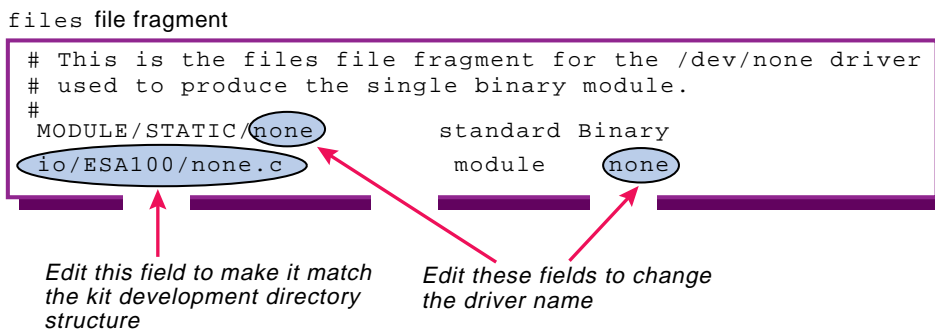 files file fragment
# This is the files file fragment for the /dev/none driver
# used to produce the single binary module.
#
MODULE/STATIC/none standard Binary
io/ESA100/none.c module none
Edit this field to make it match
the kit development directory
structure
Edit these fields to change
the driver name